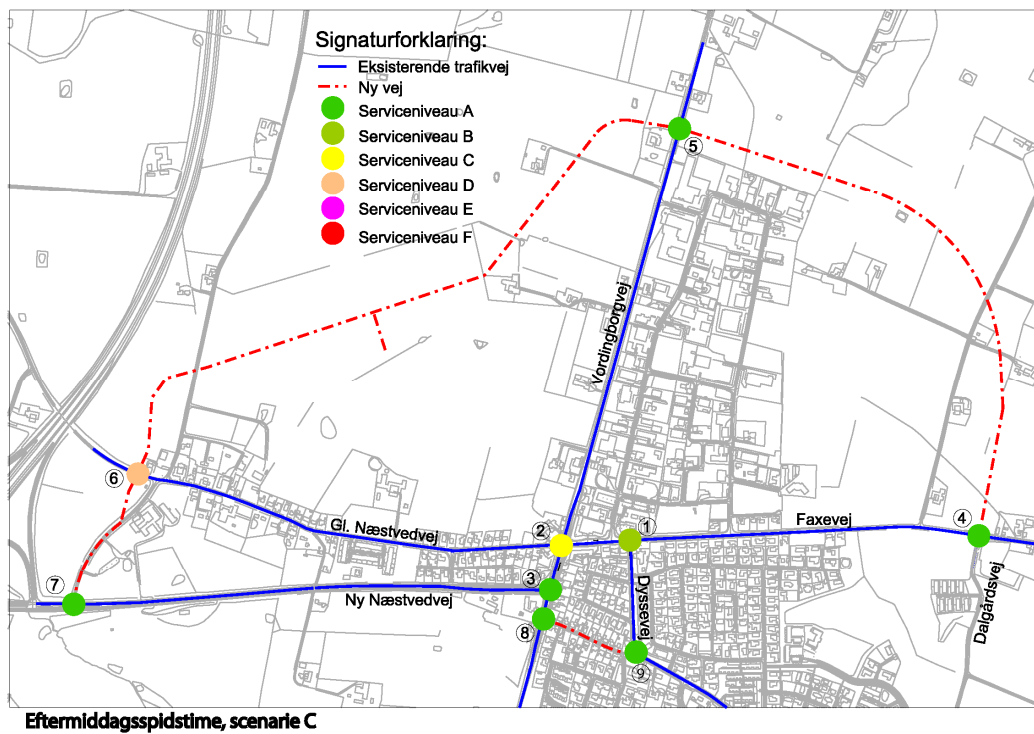 Signaturforklaring:
Eksisterende trafikvej
Ny vej
Serviceniveau A
Serviceniveau B
Serviceniveau C
Serviceniveau D
Serviceniveau E
Serviceniveau F
5
Vordingborgvej
6
Gl. Næstvedvej
2
1
Faxevej
4
7
Ny Næstvedvej
3
Dyssevej
Dalgårdsvej
8
9
Eftermiddagsspidstime, scenarie C